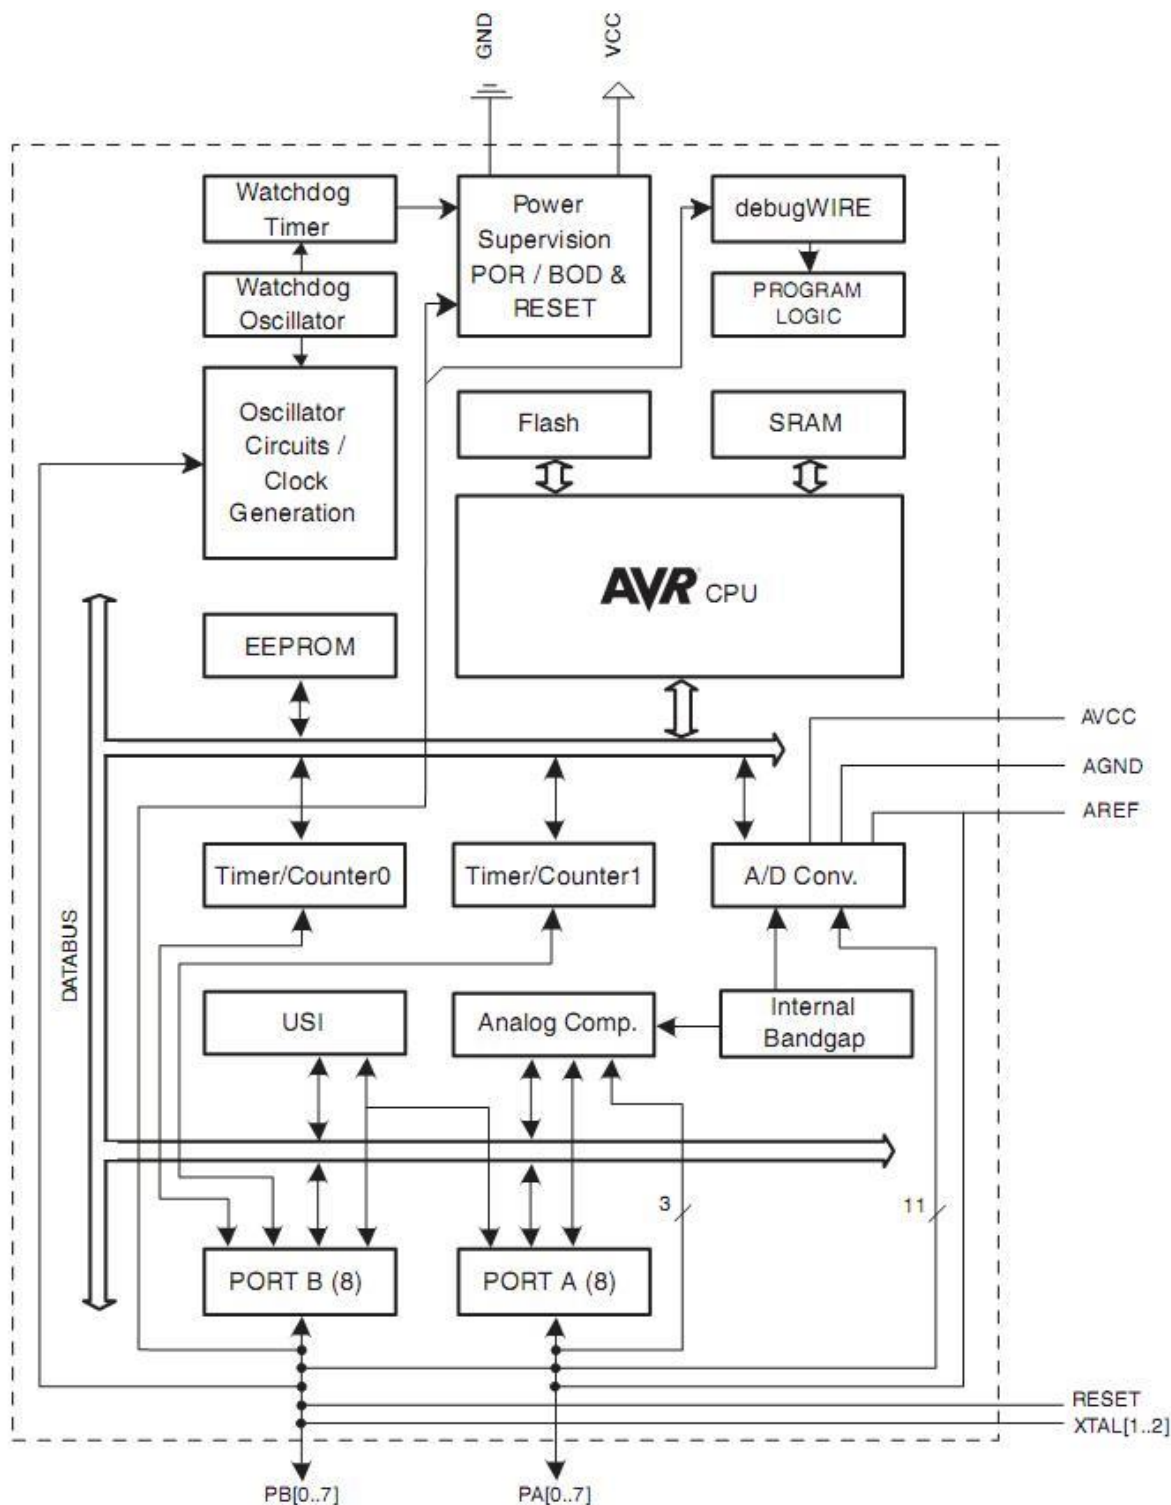 GND
VCC
Watchdog
Timer
Power
Supervision
POR / BOD &
RESET
debugWIRE
Watchdog
Oscillator
PROGRAM
LOGIC
Oscillator
Circuits /
Clock
Generation
Flash
SRAM
AVR CPU
EEPROM
AVCC
AGND
AREF
Timer/Counter0
Timer/Counter1
A/D Conv.
DATABUS
USI
Analog Comp.
Internal
Bandgap
3
11
PORT B (8)
PORT A (8)
RESET
XTAL[1..2]
PB[0..7]
PA[0..7]